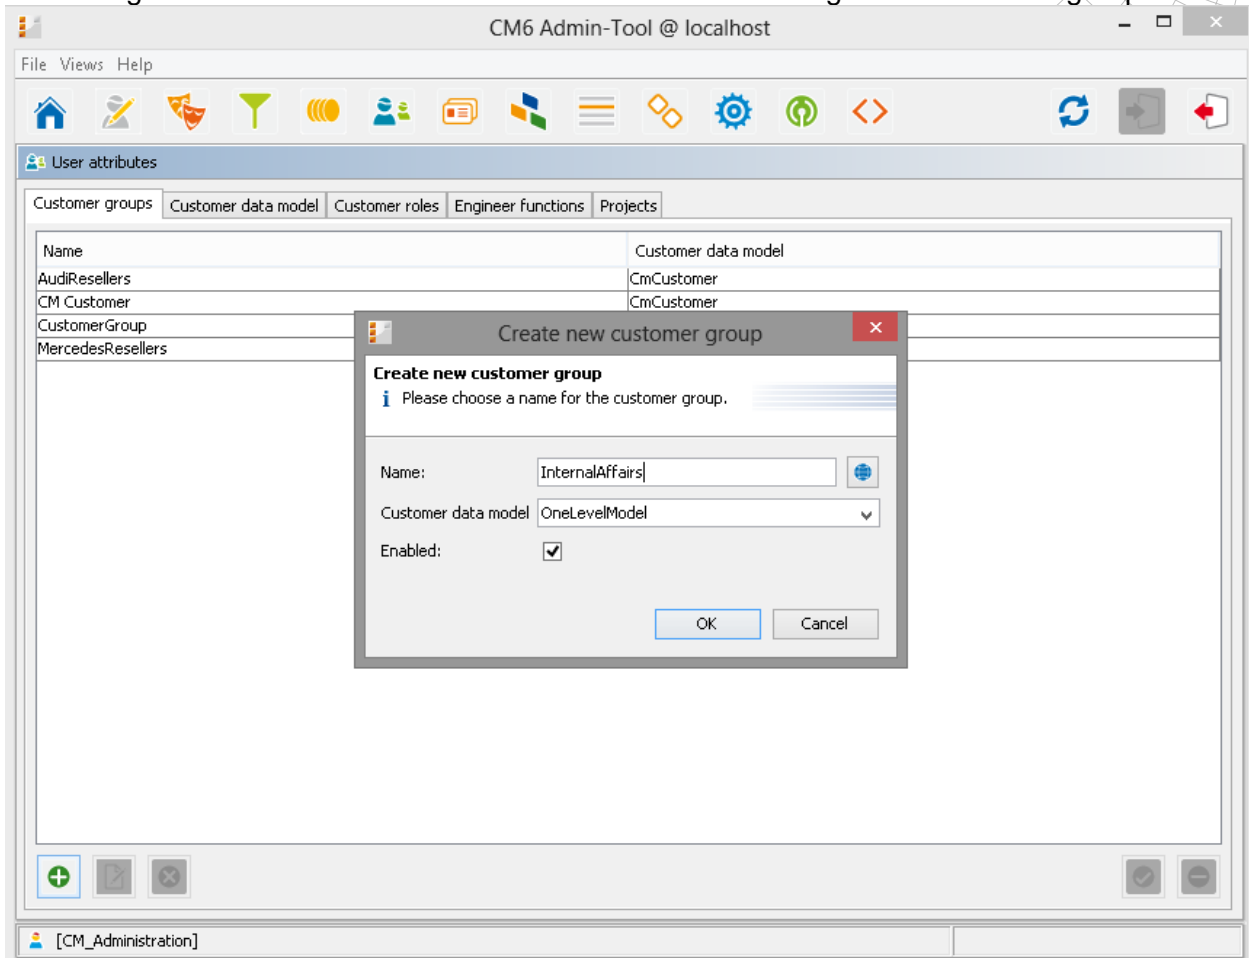 CM6 Admin-Tool @ localhost
File Views Help
User attributes
Customer groups Customer data model Customer roles Engineer functions Projects
Name Customer data model
AudiResellers CmCustomer
CM Customer CmCustomer
CustomerGroup
MercedesResellers
Create new customer group
Create new customer group
Please choose a name for the customer group.
Name: InternalAffairs
Customer data model OneLevelModel
Enabled:
OK Cancel
[CM_Administration]